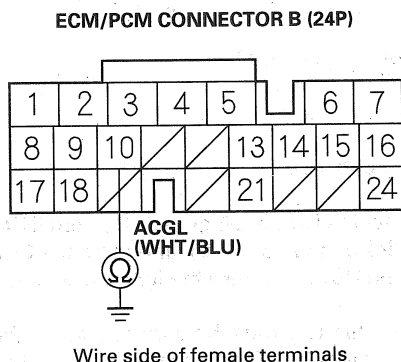 ECM/PCM CONNECTOR B (24P)
1 2 3 4 5 6 7
8 9 10 13 14 15 16
17 18 21 24
ACGL
(WHT/BLU)
Ω
Wire side of female terminals